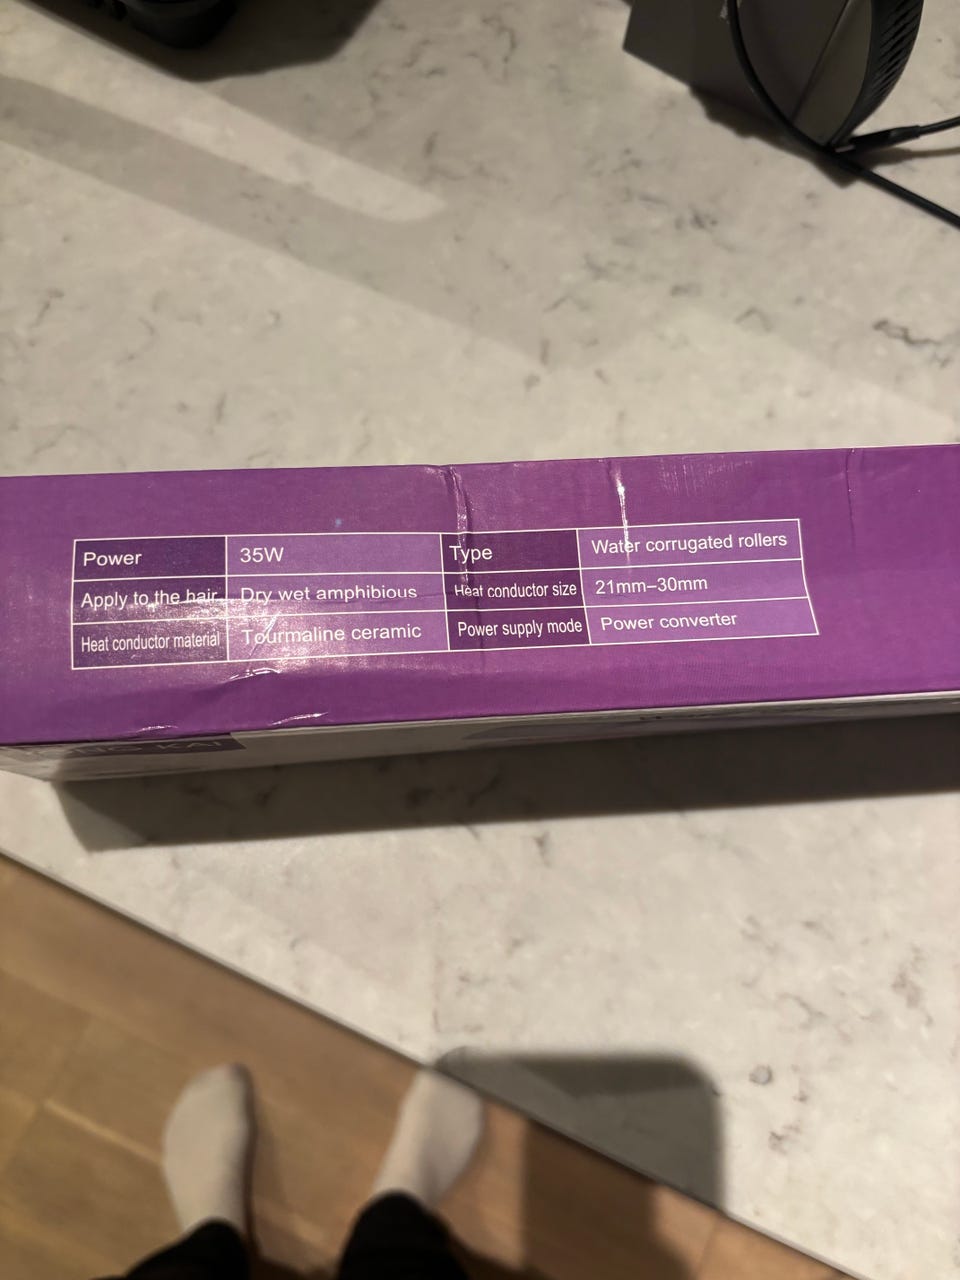 Power 35W Type Water corrugated rollers
Apply to the hair Dry wet amphibious Heat conductor size 21mm–30mm
Heat conductor material Tourmaline ceramic Power supply mode Power converter
KAI